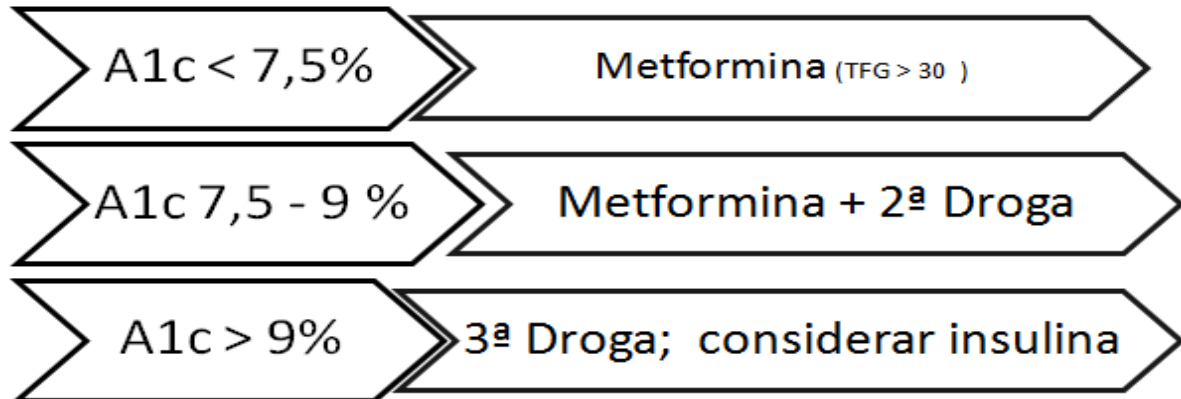 A1c < 7,5%
Metformina (TFG > 30 )
A1c 7,5 - 9 %
Metformina + 2ª Droga
A1c > 9%
3ª Droga; considerar insulina